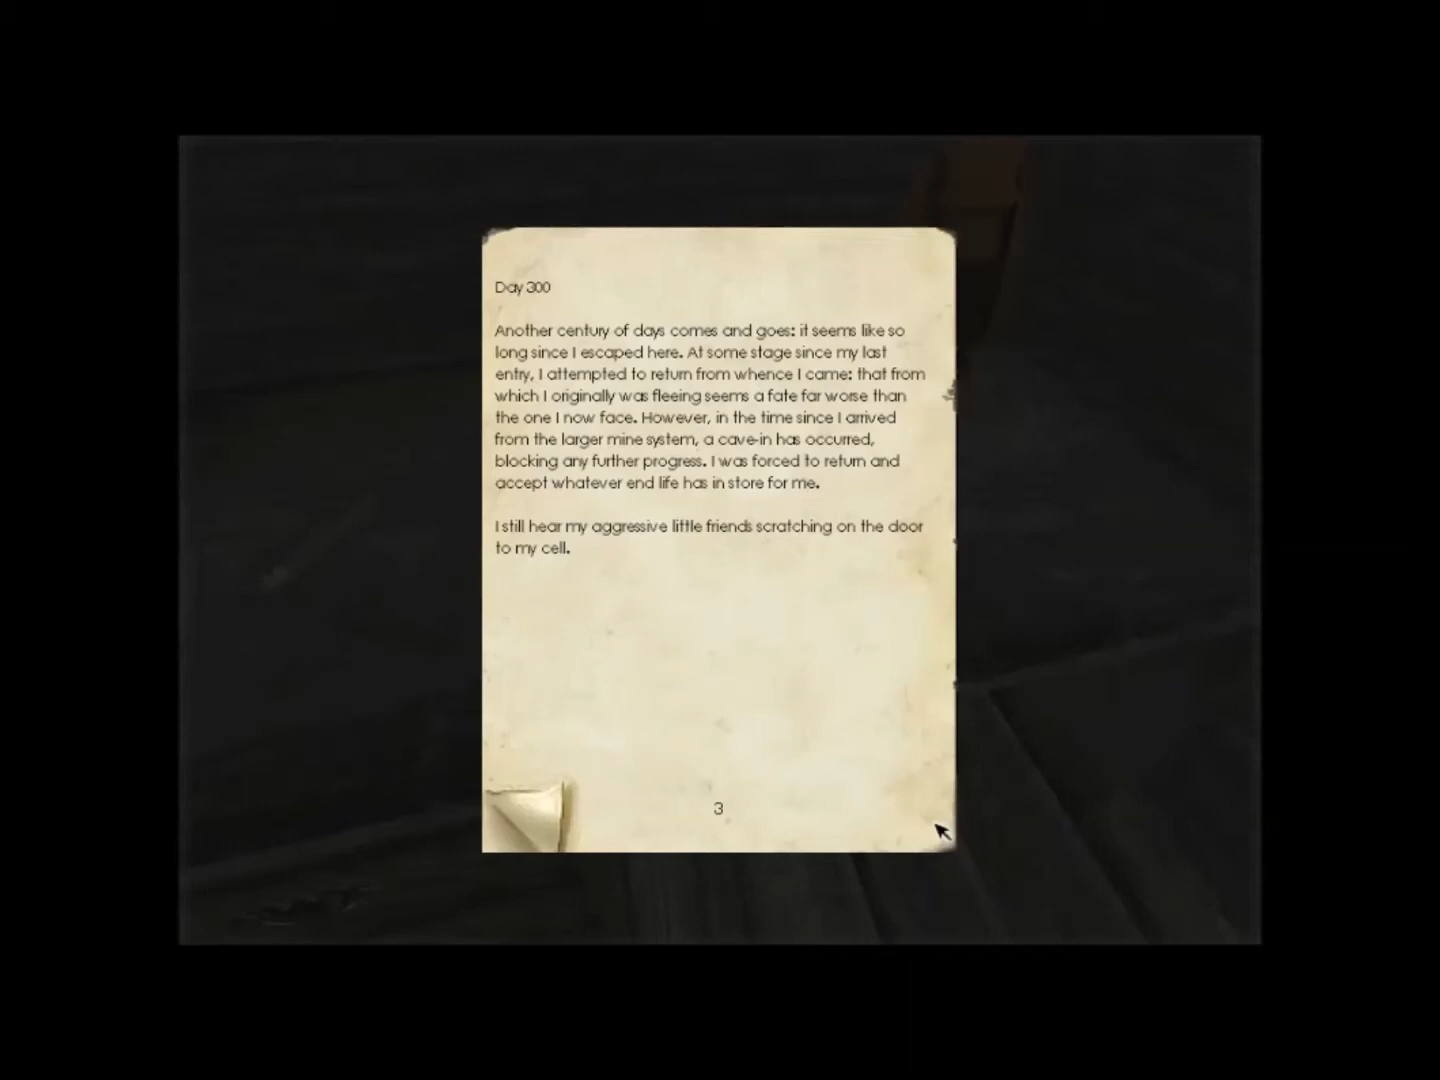 Day 300
Another century of days comes and goes: it seems like so
long since I escaped here. At some stage since my last
entry, I attempted to return from whence I came: that from
which I originally was fleeing seems a fate far worse than
the one I now face. However, in the time since I arrived
from the larger mine system, a cave-in has occurred,
blocking any further progress. I was forced to return and
accept whatever end life has in store for me.
I still hear my aggressive little friends scratching on the door
to my cell.
3